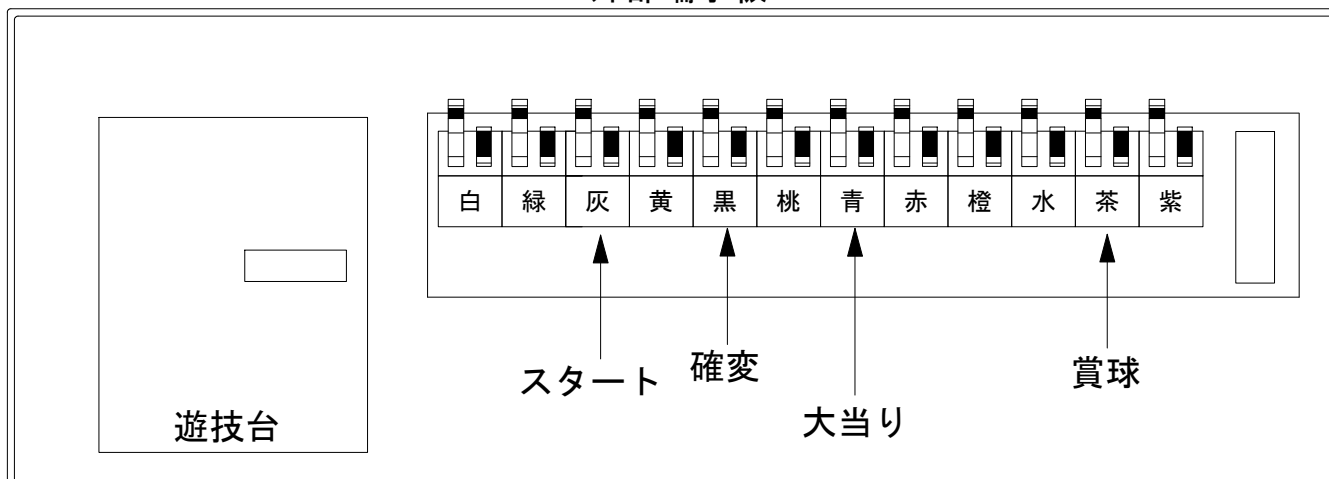 白 緑 灰 黄 黒 桃 青 赤 橙 水 茶 紫
スタート
確変
大当り
賞球
遊技台